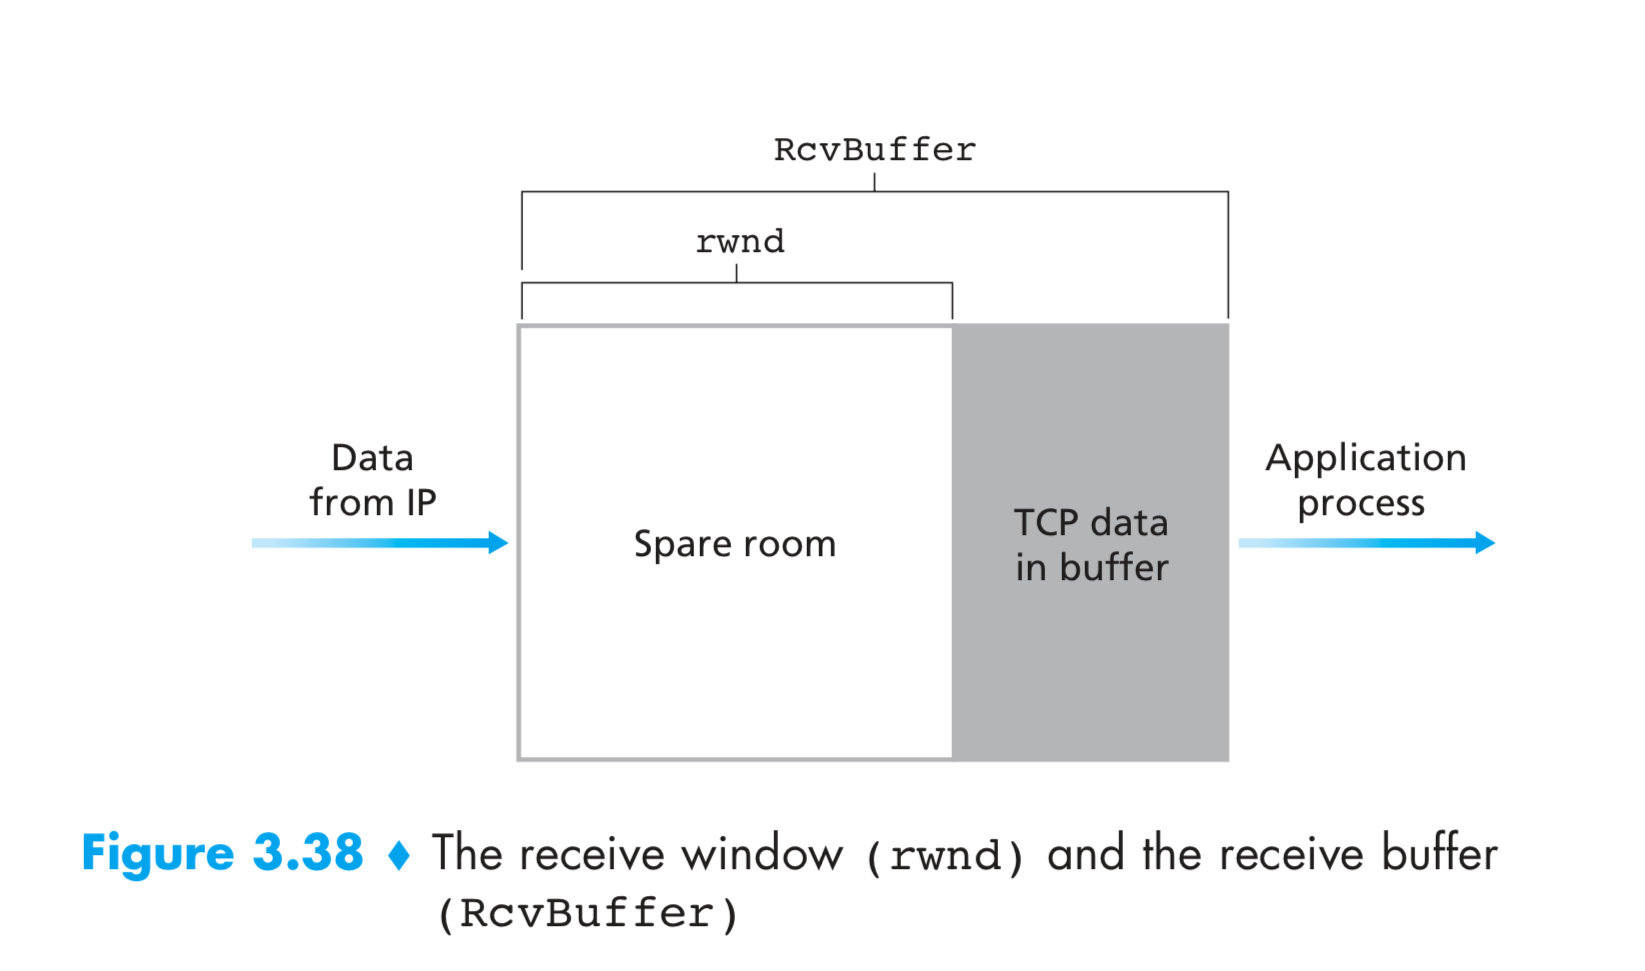 RcvBuffer
rwnd
Data
from IP
Spare room
TCP data
in buffer
Application
process
Figure 3.38 ♦ The receive window (rwnd) and the receive buffer
(RcvBuffer)